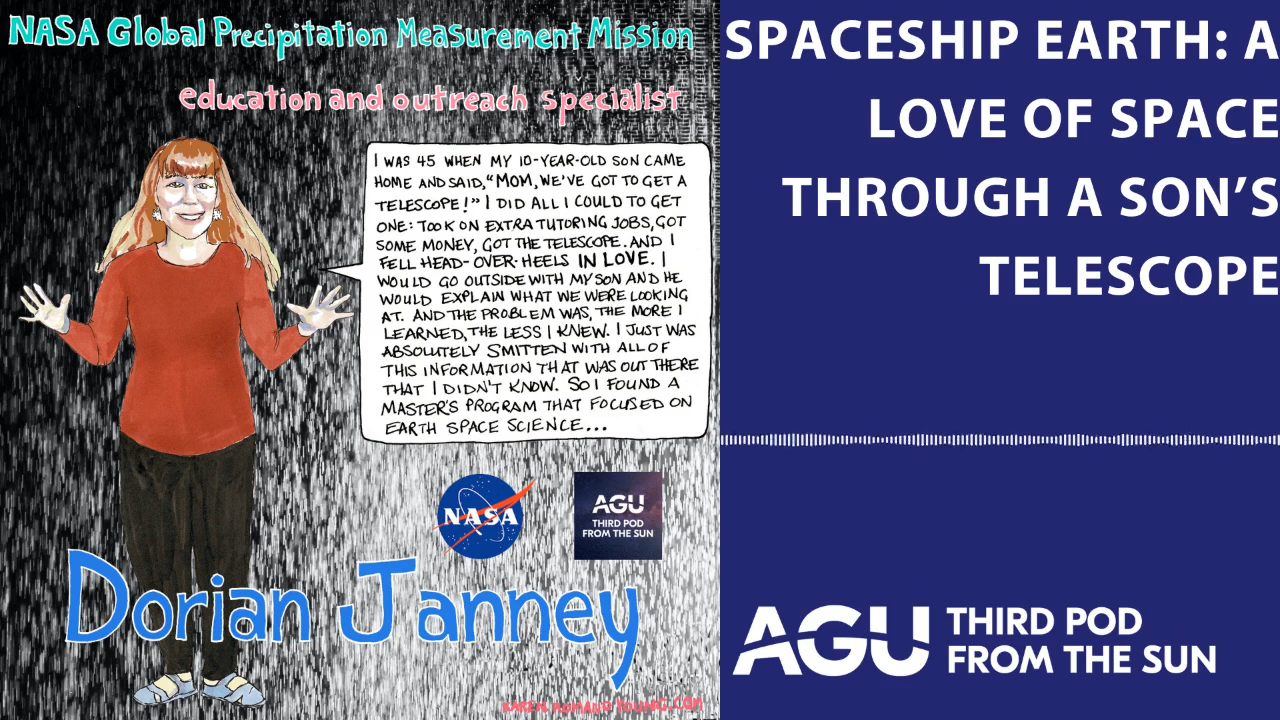 NASA Global Precipitation Measurement Mission
education and outreach specialist
I WAS 45 WHEN MY 10-YEAR-OLD SON CAME
HOME AND SAID, "MOM, WE'VE GOT TO GET A
TELESCOPE!" I DID ALL I COULD TO GET
ONE: TOOK ON EXTRA TUTORING JOBS, GOT
SOME MONEY, GOT THE TELESCOPE. AND I
FELL HEAD-OVER-HEELS IN LOVE. I
WOULD GO OUTSIDE WITH MY SON AND HE
WOULD EXPLAIN WHAT WE WERE LOOKING
AT. AND THE PROBLEM WAS, THE MORE I
LEARNED, THE LESS I KNEW. I JUST WAS
ABSOLUTELY SMITTEN WITH ALL OF
THIS INFORMATION THAT WAS OUT THERE
THAT I DIDN'T KNOW. SO I FOUND A
MASTER'S PROGRAM THAT FOCUSED ON
EARTH SPACE SCIENCE...
NASA
AGU
THIRD POD
FROM THE SUN
Dorian Janney
SPACESHIP EARTH: A
LOVE OF SPACE
THROUGH A SON'S
TELESCOPE
AGU THIRD POD
FROM THE SUN